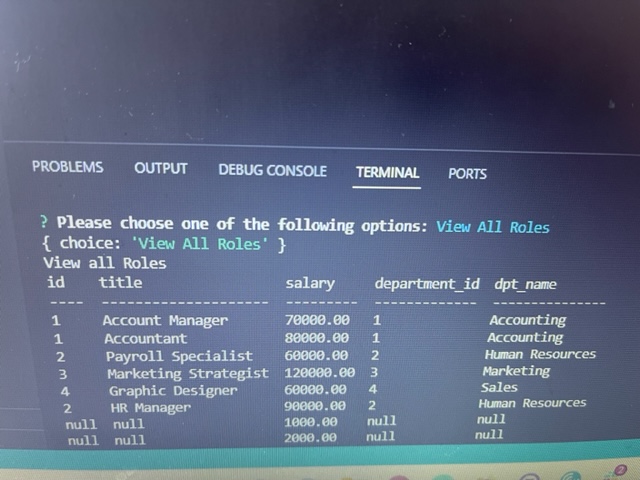 PROBLEMS OUTPUT DEBUG CONSOLE TERMINAL PORTS
? Please choose one of the following options: View All Roles
{ choice: 'View All Roles' }
View all Roles
id title salary department_id dpt_name
---- -------------------- --------- ------------- ---------------
1 Account Manager 70000.00 1 Accounting
1 Accountant 80000.00 1 Accounting
2 Payroll Specialist 60000.00 2 Human Resources
3 Marketing Strategist 120000.00 3 Marketing
4 Graphic Designer 60000.00 4 Sales
2 HR Manager 90000.00 2 Human Resources
null null 1000.00 null null
null null 2000.00 null null
2